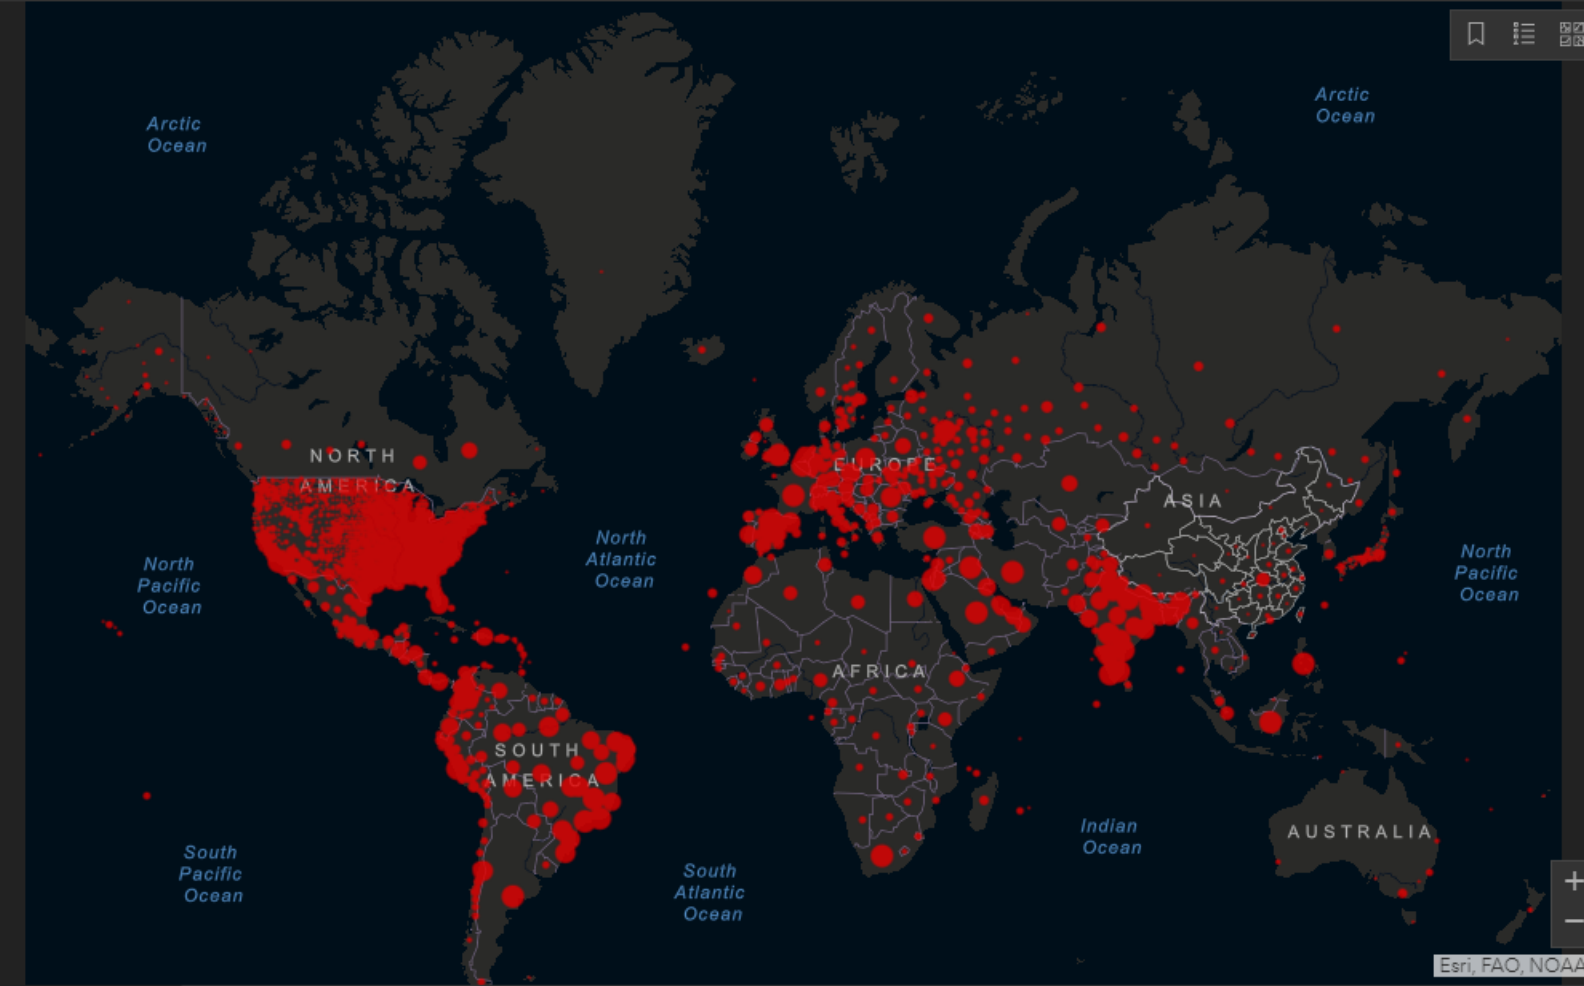 Arctic
Ocean
Arctic
Ocean
NORTH
AMERICA
EUROPE
ASIA
North
Atlantic
Ocean
North
Pacific
Ocean
North
Pacific
Ocean
AFRICA
SOUTH
AMERICA
AUSTRALIA
Indian
Ocean
South
Pacific
Ocean
South
Atlantic
Ocean
+
−
Esri, FAO, NOAA